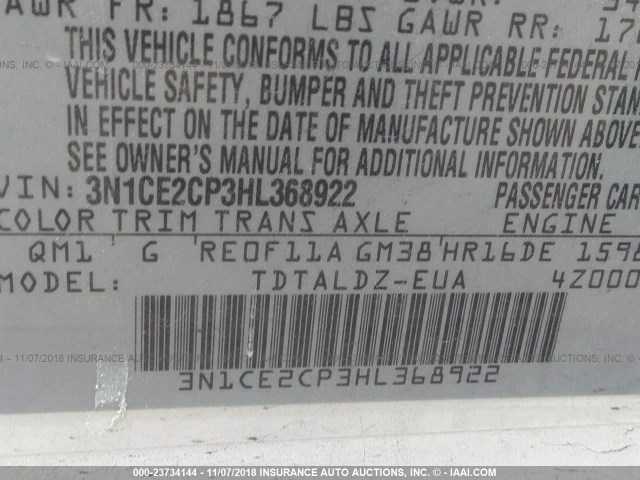 GAWR FR: 1867 LBS GAWR RR:
THIS VEHICLE CONFORMS TO ALL APPLICABLE FEDERAL
VEHICLE SAFETY, BUMPER AND THEFT PREVENTION STAN
IN EFFECT ON THE DATE OF MANUFACTURE SHOWN ABOVE
SEE OWNER'S MANUAL FOR ADDITIONAL INFORMATION.
VIN: 3N1CE2CP3HL368922 PASSENGER CAR
COLOR TRIM TRANS AXLE ENGINE
QM1 G RE0F11A GM38 HR16DE 1598
MODEL: TDTALDZ-EUA 4Z000
3N1CE2CP3HL368922
000-23734144 - 11/07/2018 INSURANCE AUTO AUCTIONS, INC. - © IAAI.COM